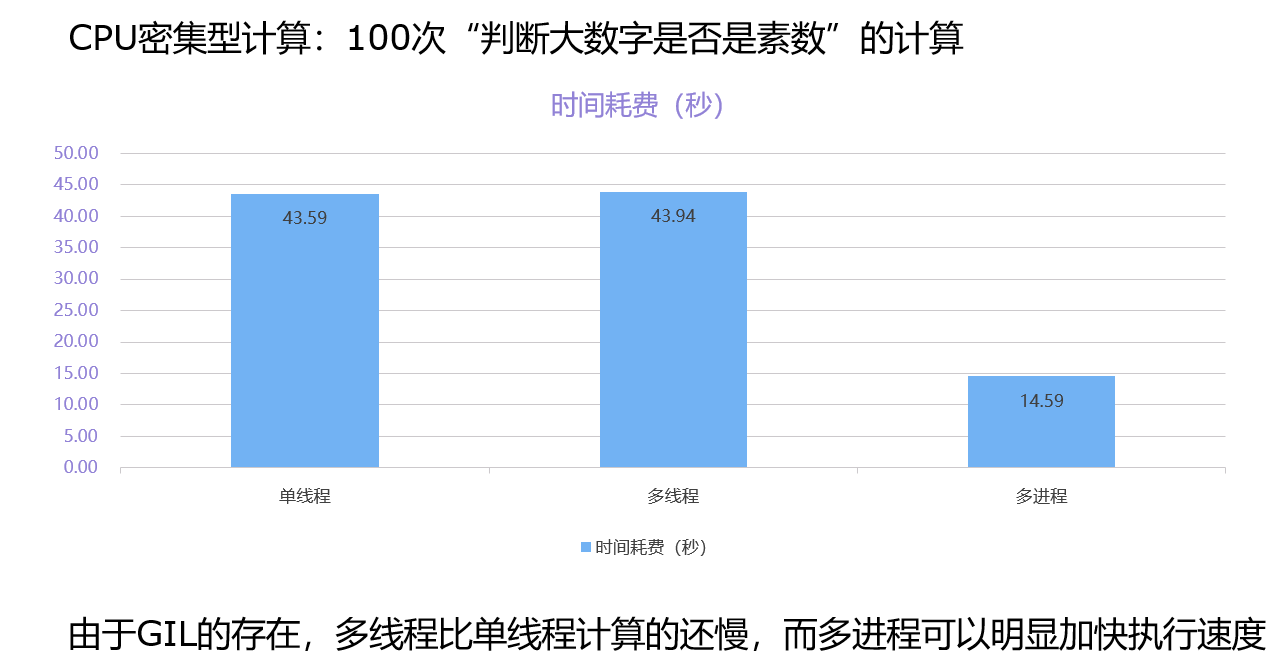 CPU密集型计算：100次“判断大数字是否是素数”的计算
时间耗费（秒）
50.00
45.00
40.00
35.00
30.00
25.00
20.00
15.00
10.00
5.00
0.00
43.59
43.94
14.59
单线程
多线程
多进程
时间耗费（秒）
由于GIL的存在，多线程比单线程计算的还慢，而多进程可以明显加快执行速度